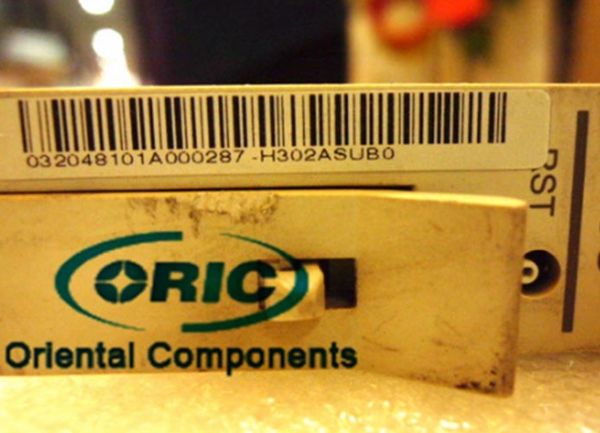 032048101A000287 -H302ASUB0
RST
ORIC
Oriental Components